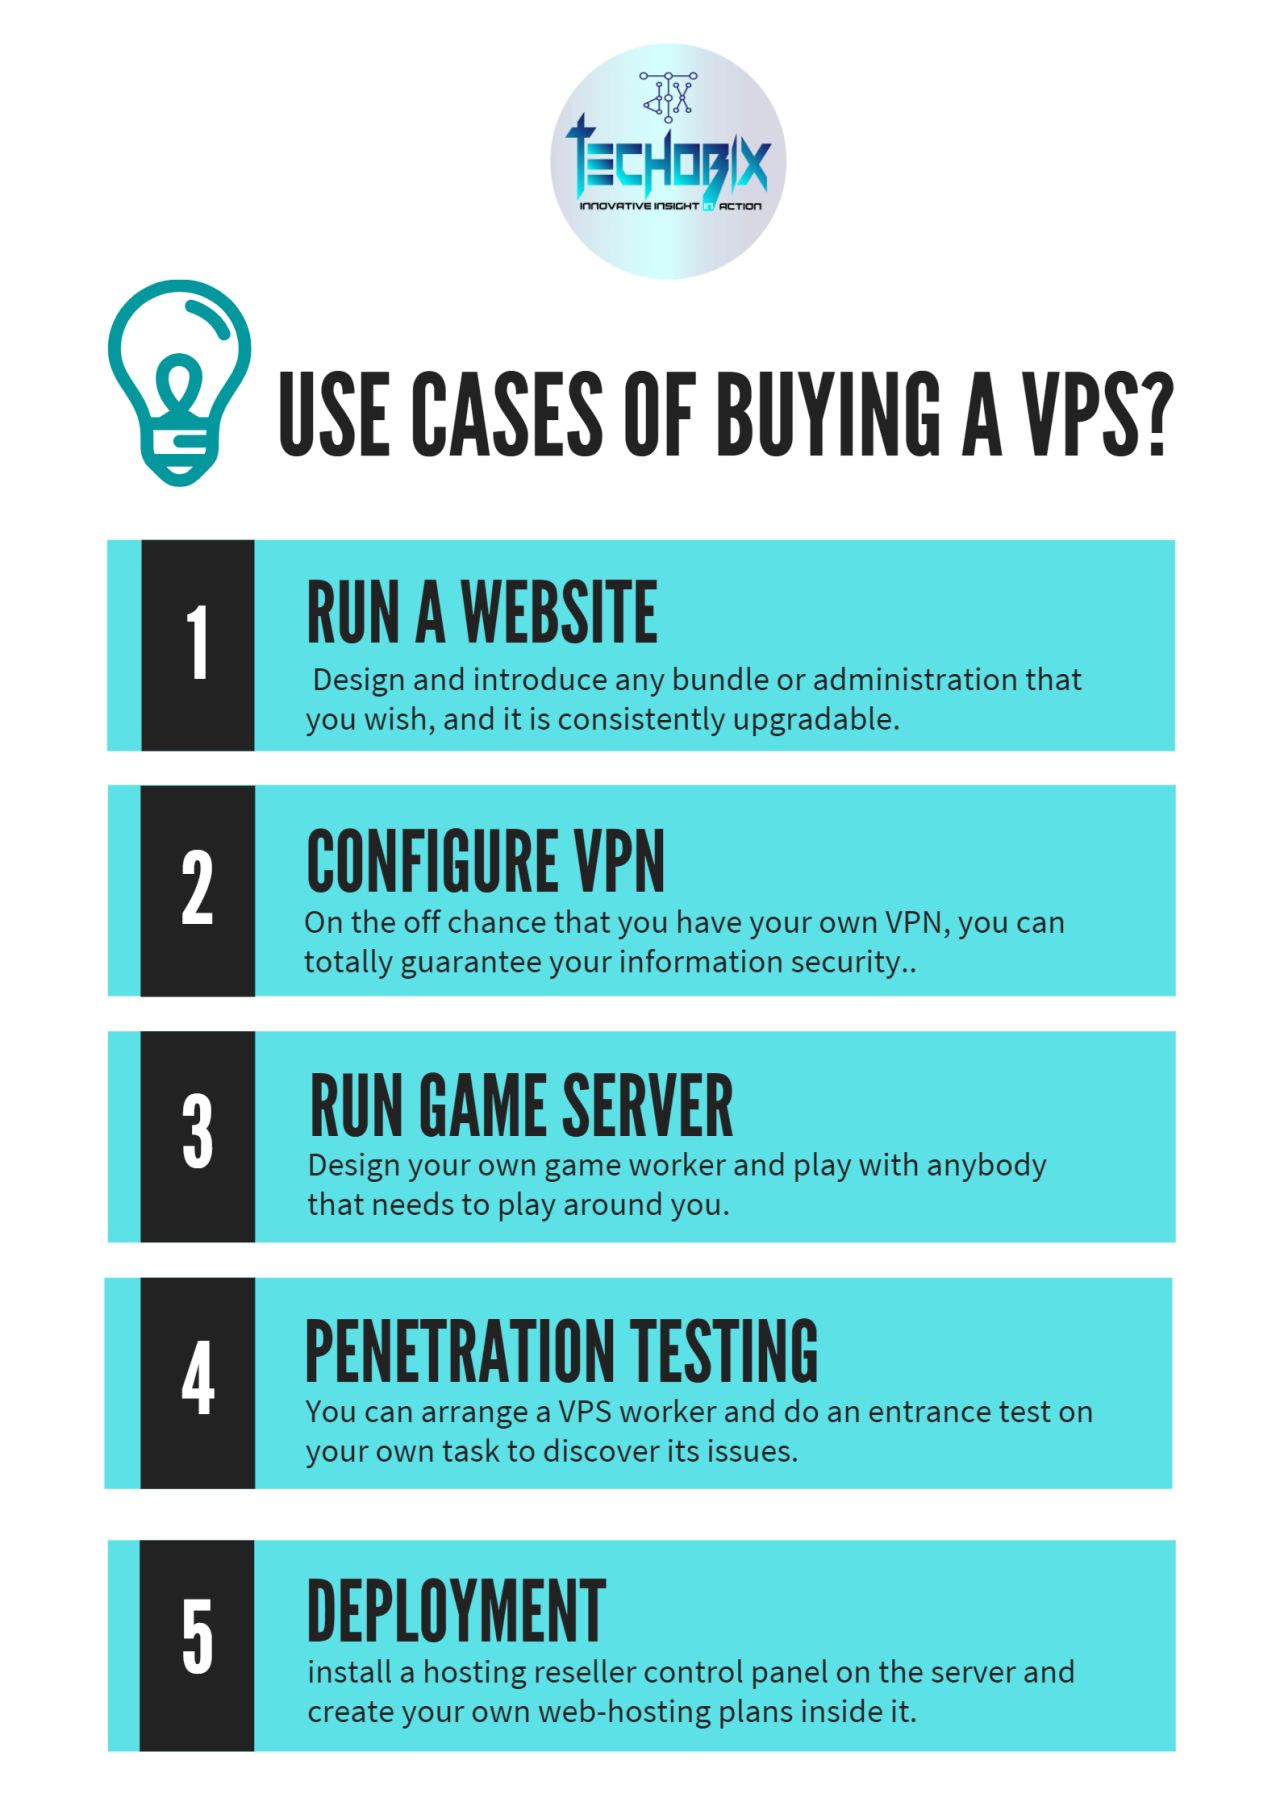 TECHOBIX
INNOVATIVE INSIGHT IN ACTION
USE CASES OF BUYING A VPS?
1
RUN A WEBSITE
Design and introduce any bundle or administration that
you wish, and it is consistently upgradable.
2
CONFIGURE VPN
On the off chance that you have your own VPN, you can
totally guarantee your information security..
3
RUN GAME SERVER
Design your own game worker and play with anybody
that needs to play around you.
4
PENETRATION TESTING
You can arrange a VPS worker and do an entrance test on
your own task to discover its issues.
5
DEPLOYMENT
install a hosting reseller control panel on the server and
create your own web-hosting plans inside it.